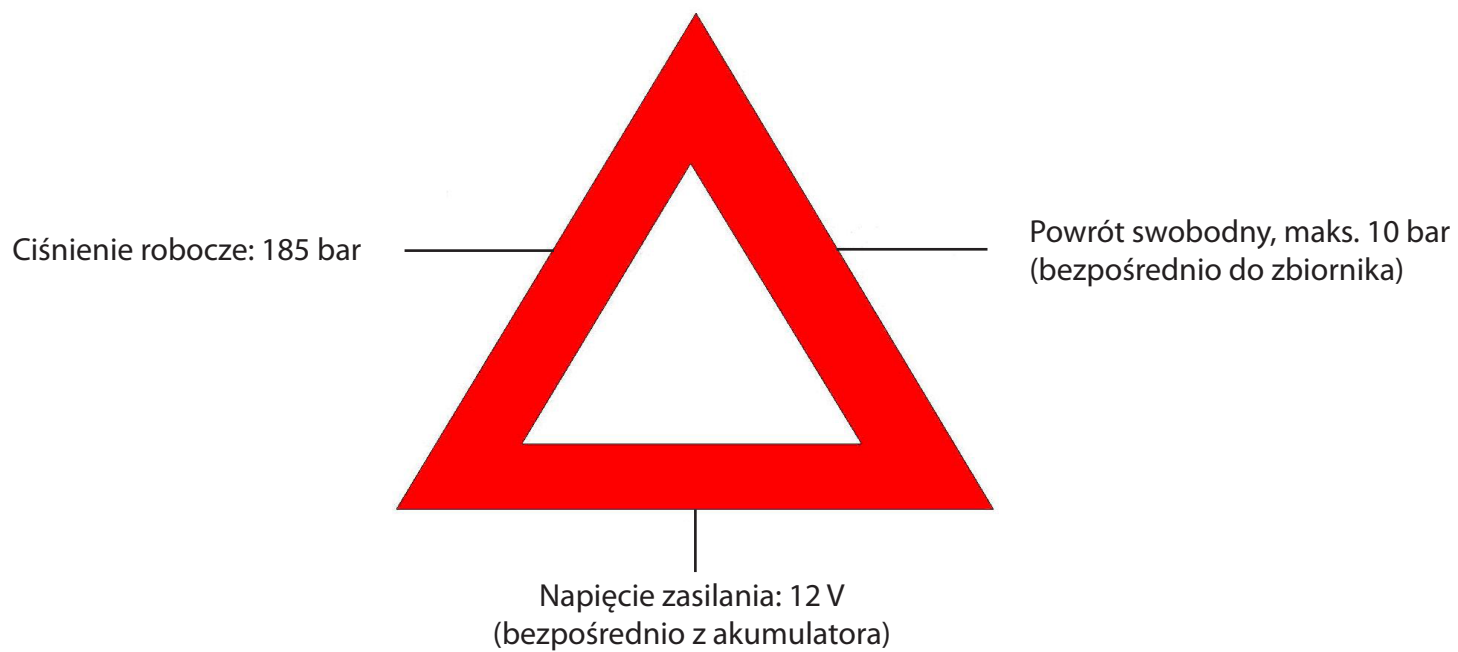 Ciśnienie robocze: 185 bar
Powrót swobodny, maks. 10 bar
(bezpośrednio do zbiornika)
Napięcie zasilania: 12 V
(bezpośrednio z akumulatora)